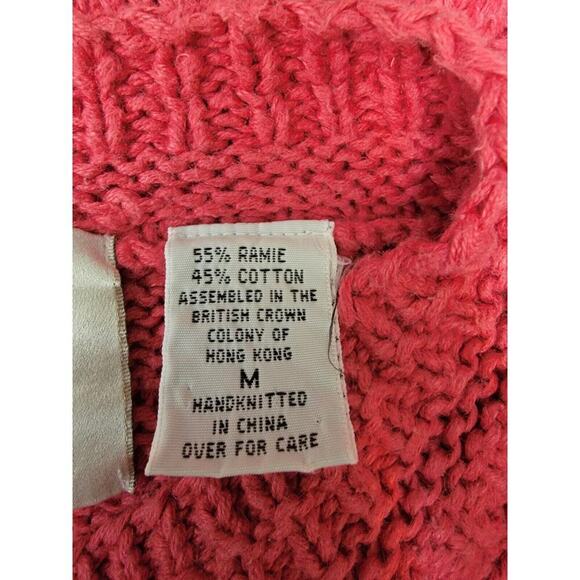 55% RAMIE
45% COTTON
ASSEMBLED IN THE
BRITISH CROWN
COLONY OF
HONG KONG
M
HANDKNITTED
IN CHINA
OVER FOR CARE